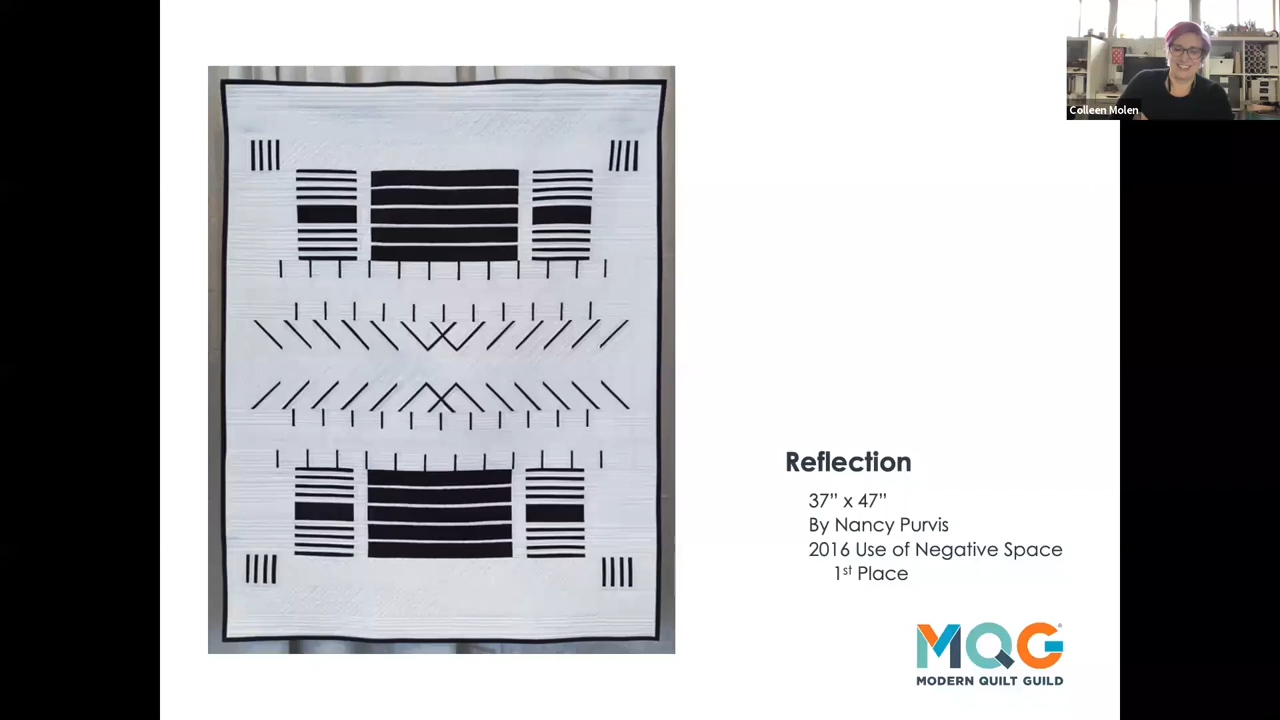 Colleen Molen
Reflection
37” x 47”
By Nancy Purvis
2016 Use of Negative Space
1st Place
MQG®
MODERN QUILT GUILD